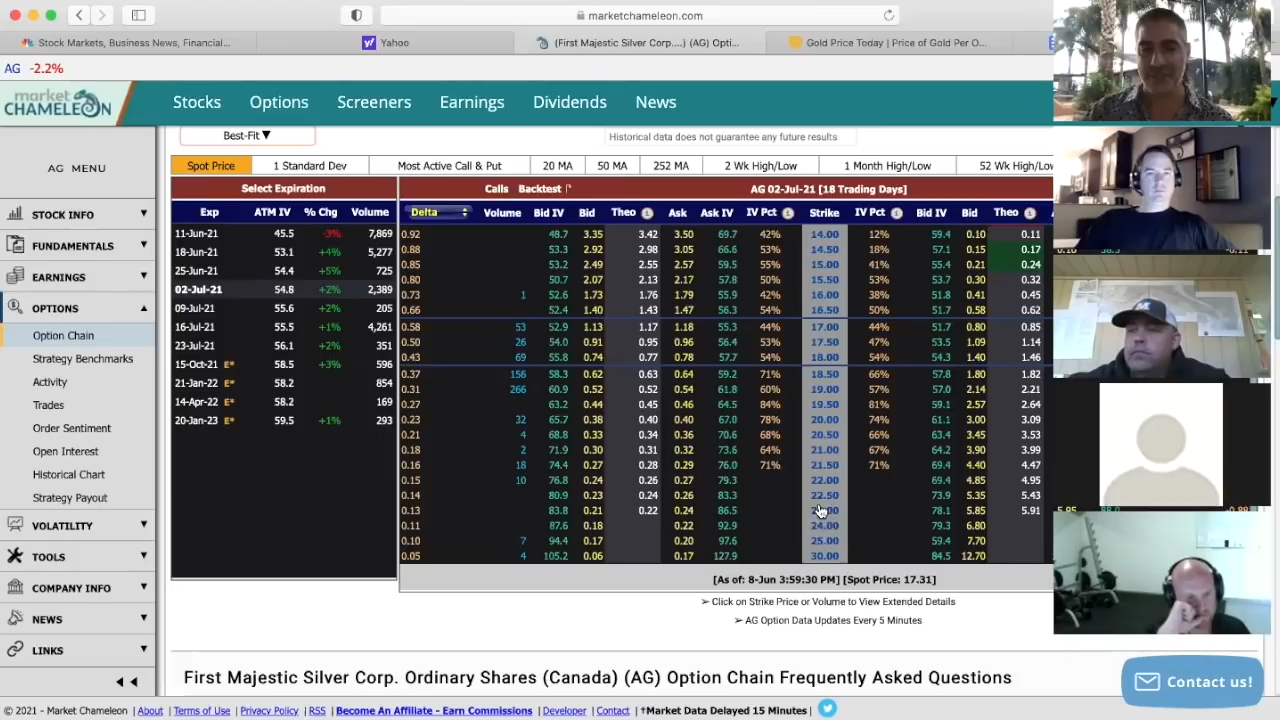 marketchameleon.com
Stock Markets, Business News, Financial...
Yahoo
(First Majestic Silver Corp....) (AG) Opti...
Gold Price Today | Price of Gold Per O...
AG -2.2%
market CHAMELEON
Stocks Options Screeners Earnings Dividends News
Best-Fit ▼
Historical data does not guarantee any future results
AG MENU
STOCK INFO
FUNDAMENTALS
EARNINGS
OPTIONS
Option Chain
Strategy Benchmarks
Activity
Trades
Order Sentiment
Open Interest
Historical Chart
Strategy Payout
VOLATILITY
TOOLS
COMPANY INFO
NEWS
LINKS
Spot Price 1 Standard Dev Most Active Call & Put 20 MA 50 MA 252 MA 2 Wk High/Low 1 Month High/Low 52 Wk High/Low
Select Expiration
Exp ATM IV % Chg Volume
11-Jun-21 45.5 -3% 7,869
18-Jun-21 53.1 +4% 5,277
25-Jun-21 54.4 +5% 725
02-Jul-21 54.8 +2% 2,389
09-Jul-21 55.6 +2% 205
16-Jul-21 55.5 +1% 4,261
23-Jul-21 56.1 +2% 351
15-Oct-21 E* 58.5 +3% 596
21-Jan-22 E* 58.2 854
14-Apr-22 E* 58.2 169
20-Jan-23 E* 59.5 +1% 293
Calls Backtest AG 02-Jul-21 [18 Trading Days]
Delta Volume Bid IV Bid Theo Ask Ask IV IV Pct Strike IV Pct Bid IV Bid Theo
0.92 48.7 3.35 3.42 3.50 69.7 42% 14.00 12% 59.4 0.10 0.11
0.88 53.3 2.92 2.98 3.05 66.6 53% 14.50 18% 57.1 0.15 0.17
0.85 53.2 2.49 2.55 2.57 59.5 55% 15.00 41% 55.4 0.21 0.24
0.80 50.7 2.07 2.13 2.17 57.8 50% 15.50 53% 53.7 0.30 0.32
0.73 1 52.6 1.73 1.76 1.79 55.9 42% 16.00 38% 51.8 0.41 0.45
0.66 52.4 1.40 1.43 1.47 56.3 54% 16.50 50% 51.7 0.58 0.62
0.58 53 52.9 1.13 1.17 1.18 55.3 44% 17.00 44% 51.7 0.80 0.85
0.50 26 54.0 0.91 0.95 0.96 56.4 53% 17.50 47% 53.5 1.09 1.14
0.43 69 55.8 0.74 0.77 0.78 57.7 54% 18.00 54% 54.3 1.40 1.46
0.37 156 58.3 0.62 0.63 0.64 59.2 71% 18.50 66% 57.8 1.80 1.82
0.31 266 60.9 0.52 0.52 0.54 61.8 60% 19.00 57% 57.0 2.14 2.21
0.27 63.2 0.44 0.45 0.46 64.5 84% 19.50 81% 59.1 2.57 2.64
0.23 32 65.7 0.38 0.40 0.40 67.0 78% 20.00 74% 61.1 3.00 3.09
0.21 4 68.8 0.33 0.34 0.36 70.6 68% 20.50 66% 63.4 3.45 3.53
0.18 2 71.9 0.30 0.31 0.32 73.6 64% 21.00 67% 64.2 3.90 3.99
0.16 18 74.4 0.27 0.28 0.29 76.0 71% 21.50 71% 69.4 4.40 4.47
0.15 10 76.8 0.24 0.26 0.27 79.3 22.00 69.4 4.85 4.95
0.14 80.9 0.23 0.24 0.26 83.3 22.50 73.9 5.35 5.43
0.13 83.8 0.21 0.22 0.24 86.5 78.1 5.85 5.91
0.11 87.6 0.18 0.22 92.9 24.00 79.3 6.80
0.10 7 94.4 0.17 0.20 97.6 25.00 59.4 7.70
0.05 4 105.2 0.06 0.17 127.9 30.00 84.5 12.70
[As of: 8-Jun 3:59:30 PM] [Spot Price: 17.31]
➢ Click on Strike Price or Volume to View Extended Details
➢ AG Option Data Updates Every 5 Minutes
First Majestic Silver Corp. Ordinary Shares (Canada) (AG) Option Chain Frequently Asked Questions
Contact us!
© 2021 - Market Chameleon | About | Terms of Use | Privacy Policy | RSS | Become An Affiliate - Earn Commissions | Developer | Contact | †Market Data Delayed 15 Minutes |